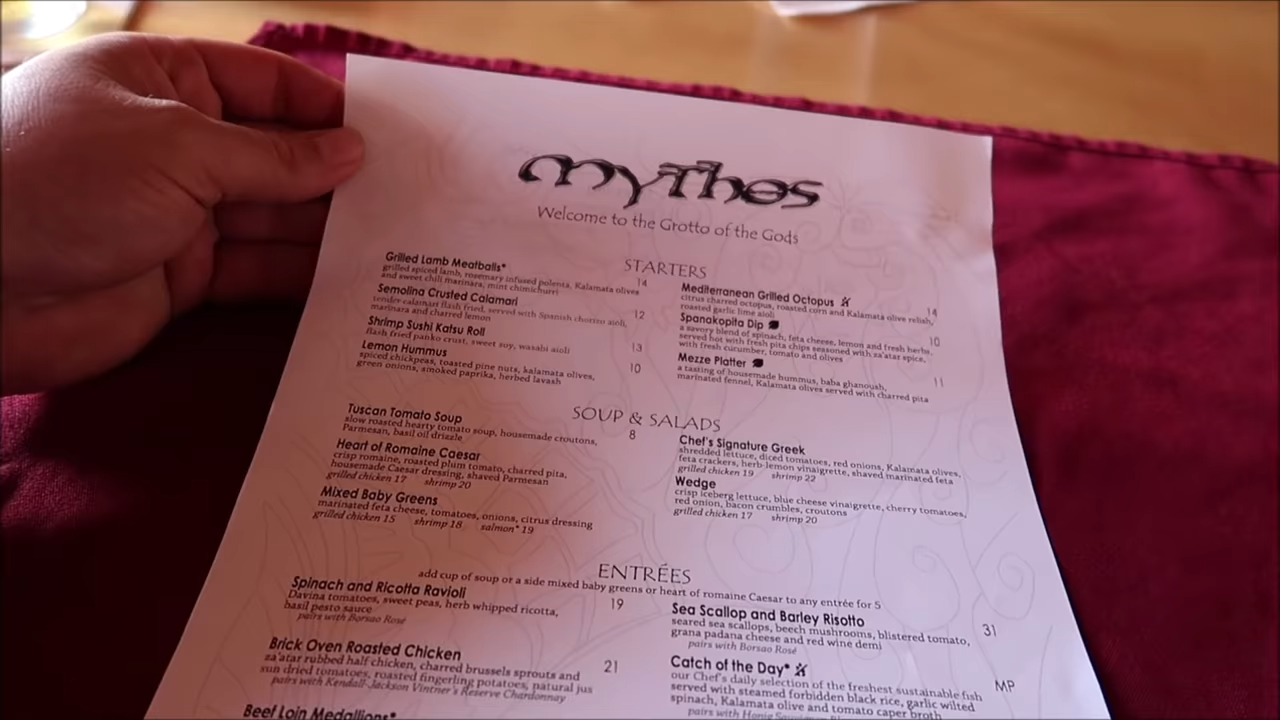 mythos
Welcome to the Grotto of the Gods
STARTERS
Grilled Lamb Meatballs*
grilled spiced lamb, rosemary infused polenta, Kalamata olives
and sweet chili marinara, mint chimichurri
14
Semolina Crusted Calamari
tender calamari flash fried, served with Spanish chorizo aioli,
marinara and charred lemon
12
Shrimp Sushi Katsu Roll
flash fried panko crust, sweet soy, wasabi aioli
13
Lemon Hummus
spiced chickpeas, toasted pine nuts, kalamata olives,
green onions, smoked paprika, herbed lavash
10
Mediterranean Grilled Octopus
citrus charred octopus, roasted corn and Kalamata olive relish,
roasted garlic lime aioli
14
Spanakopita Dip
a savory blend of spinach, feta cheese, lemon and fresh herbs,
served hot with fresh pita chips seasoned with za'atar spice,
with fresh cucumber, tomato and olives
10
Mezze Platter
a tasting of housemade hummus, baba ghanoush,
marinated fennel, Kalamata olives served with charred pita
11
SOUP & SALADS
Tuscan Tomato Soup
slow roasted hearty tomato soup, housemade croutons,
Parmesan, basil oil drizzle
8
Heart of Romaine Caesar
crisp romaine, roasted plum tomato, charred pita,
housemade Caesar dressing, shaved Parmesan
grilled chicken 17 shrimp 20
Mixed Baby Greens
marinated feta cheese, tomatoes, onions, citrus dressing
grilled chicken 15 shrimp 18 salmon* 19
Chef's Signature Greek
shredded lettuce, diced tomatoes, red onions, Kalamata olives,
feta crackers, herb-lemon vinaigrette, shaved marinated feta
grilled chicken 19 shrimp 22
Wedge
crisp iceberg lettuce, blue cheese vinaigrette, cherry tomatoes,
red onion, bacon crumbles, croutons
grilled chicken 17 shrimp 20
ENTRÉES
add cup of soup or a side mixed baby greens or heart of romaine Caesar to any entrée for 5
Spinach and Ricotta Ravioli
Davina tomatoes, sweet peas, herb whipped ricotta,
basil pesto sauce
pairs with Borsao Rosé
19
Brick Oven Roasted Chicken
za'atar rubbed half chicken, charred brussels sprouts and
sun dried tomatoes, roasted fingerling potatoes, natural jus
pairs with Kendall-Jackson Vintner's Reserve Chardonnay
21
Beef Loin Medallions*
Sea Scallop and Barley Risotto
seared sea scallops, beech mushrooms, blistered tomato,
grana padana cheese and red wine demi
pairs with Borsao Rosé
31
Catch of the Day*
our Chef's daily selection of the freshest sustainable fish
served with steamed forbidden black rice, garlic wilted
spinach, Kalamata olive and tomato caper broth
pairs with Honig Sauvignon
MP